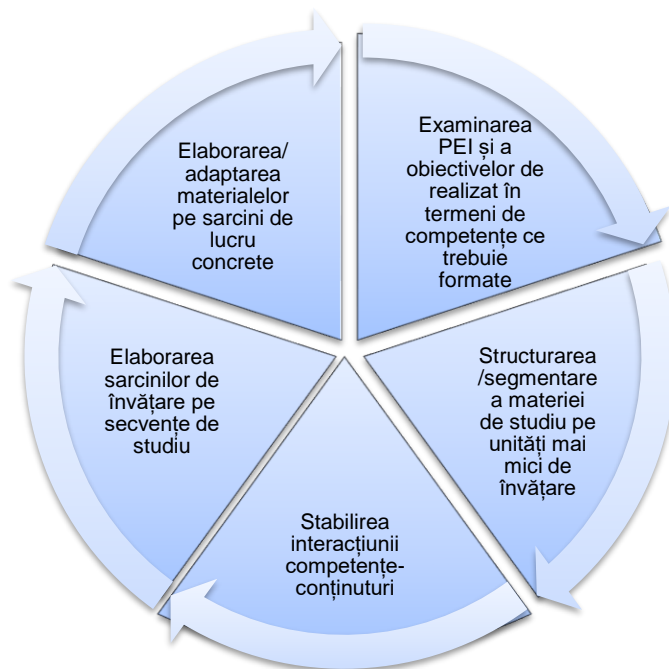 Examinarea
PEI și a
obiectivelor de
realizat în
termeni de
competențe ce
trebuie
formate
Structurarea
/segmentare
a materiei
de studiu pe
unități mai
mici de
învățare
Stabilirea
interacțiunii
competențe-
conținuturi
Elaborarea
sarcinilor de
învățare pe
secvențe de
studiu
Elaborarea/
adaptarea
materialelor
pe sarcini de
lucru
concrete